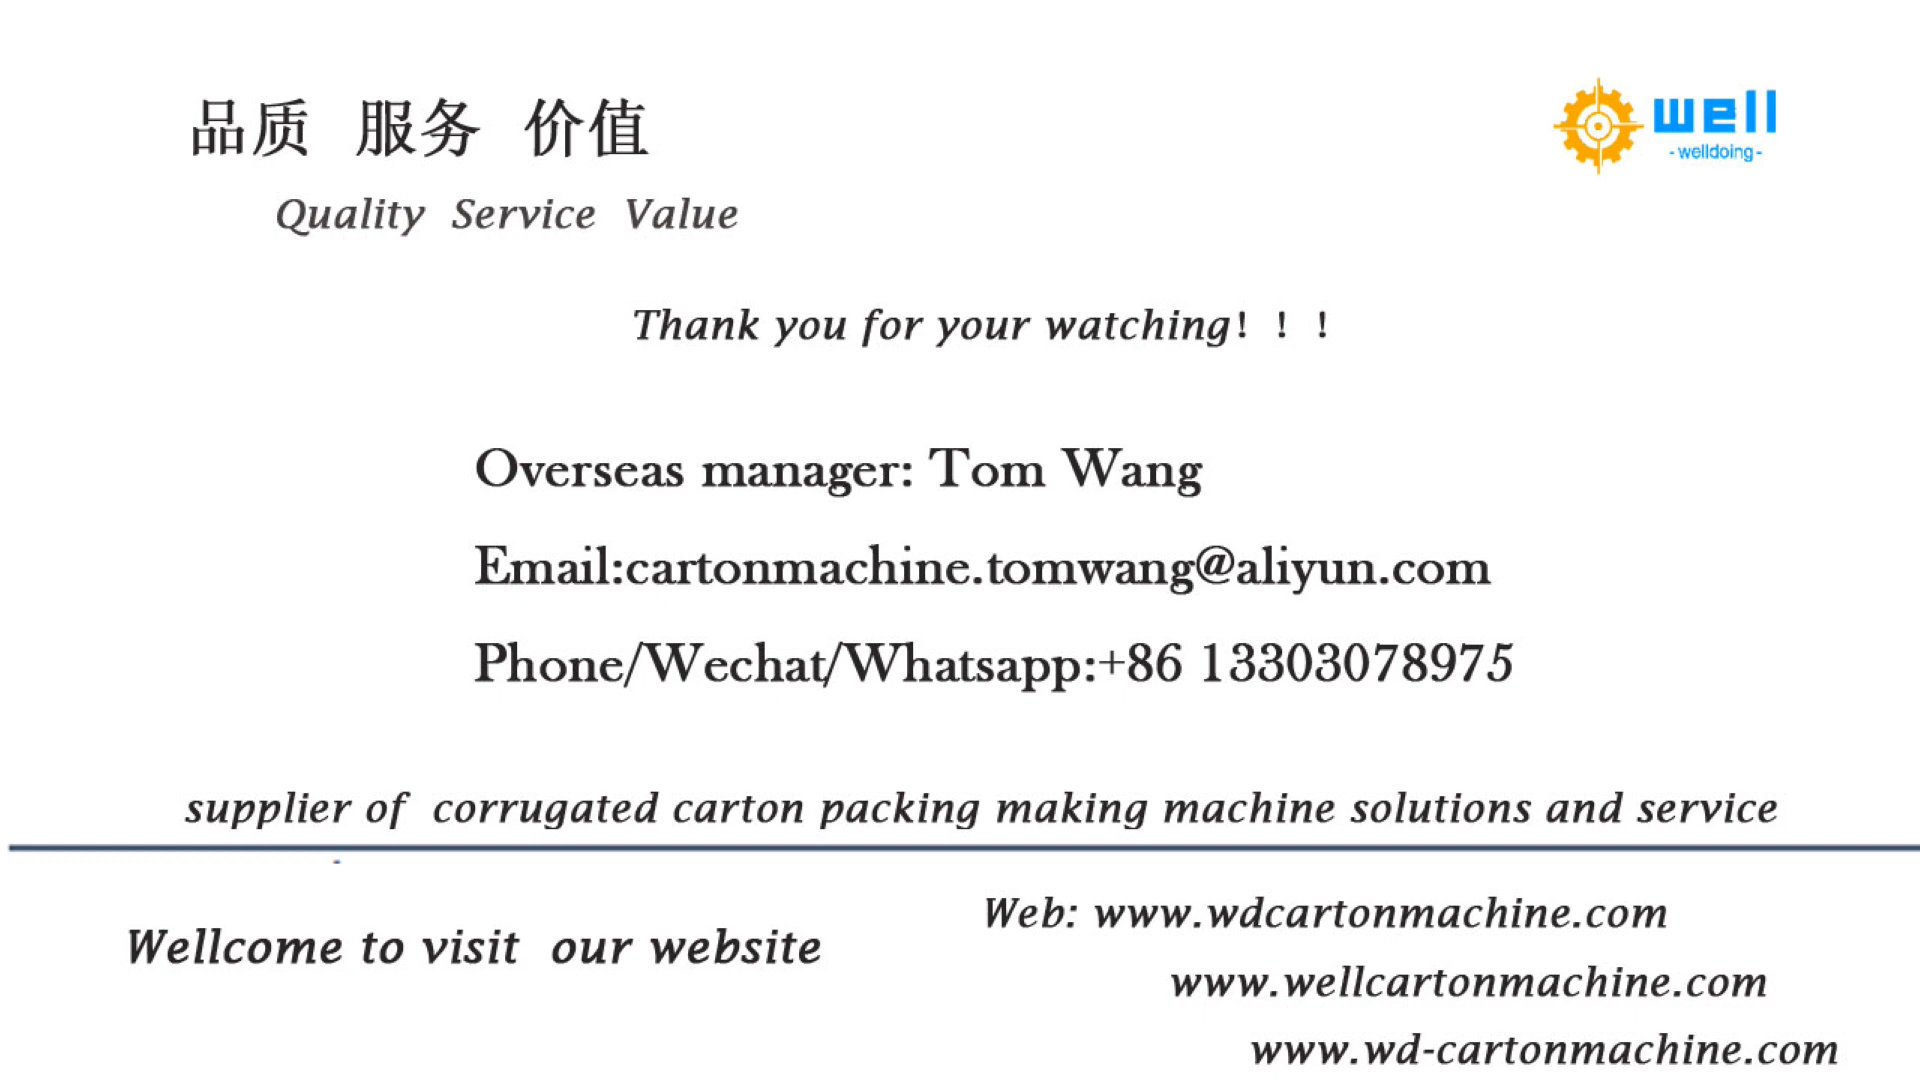 品质 服务 价值
well
-welldoing-
Quality Service Value
Thank you for your watching！！！
Overseas manager: Tom Wang
Email:cartonmachine.tomwang@aliyun.com
Phone/Wechat/Whatsapp:+86 13303078975
supplier of corrugated carton packing making machine solutions and service
Wellcome to visit our website
Web: www.wdcartonmachine.com
www.wellcartonmachine.com
www.wd-cartonmachine.com